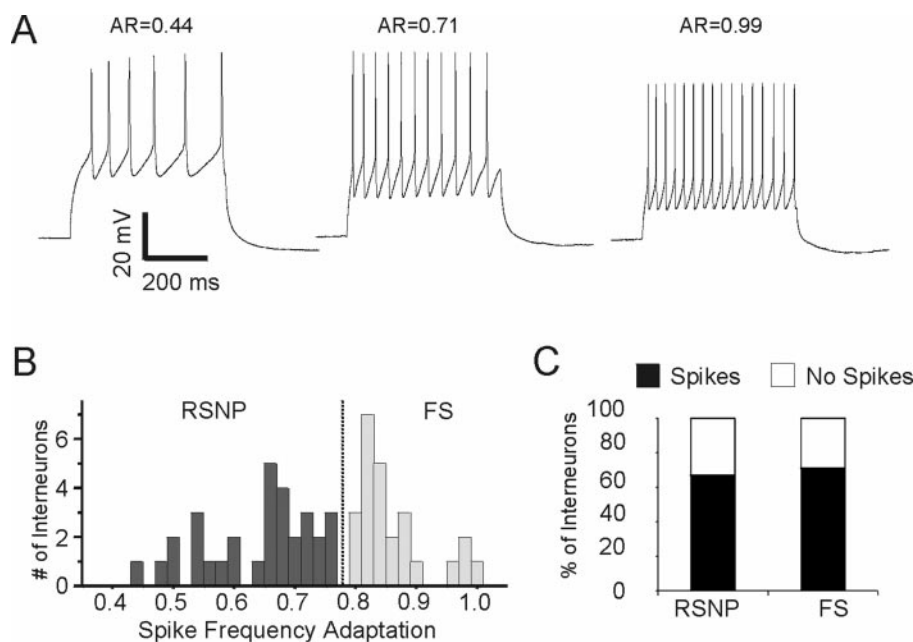 A
AR=0.44
AR=0.71
AR=0.99
20 mV
200 ms
B
RSNP
FS
# of Interneurons
6
4
2
0
0.4 0.5 0.6 0.7 0.8 0.9 1.0
Spike Frequency Adaptation
C
Spikes
No Spikes
% of Interneurons
100
80
60
40
20
0
RSNP
FS